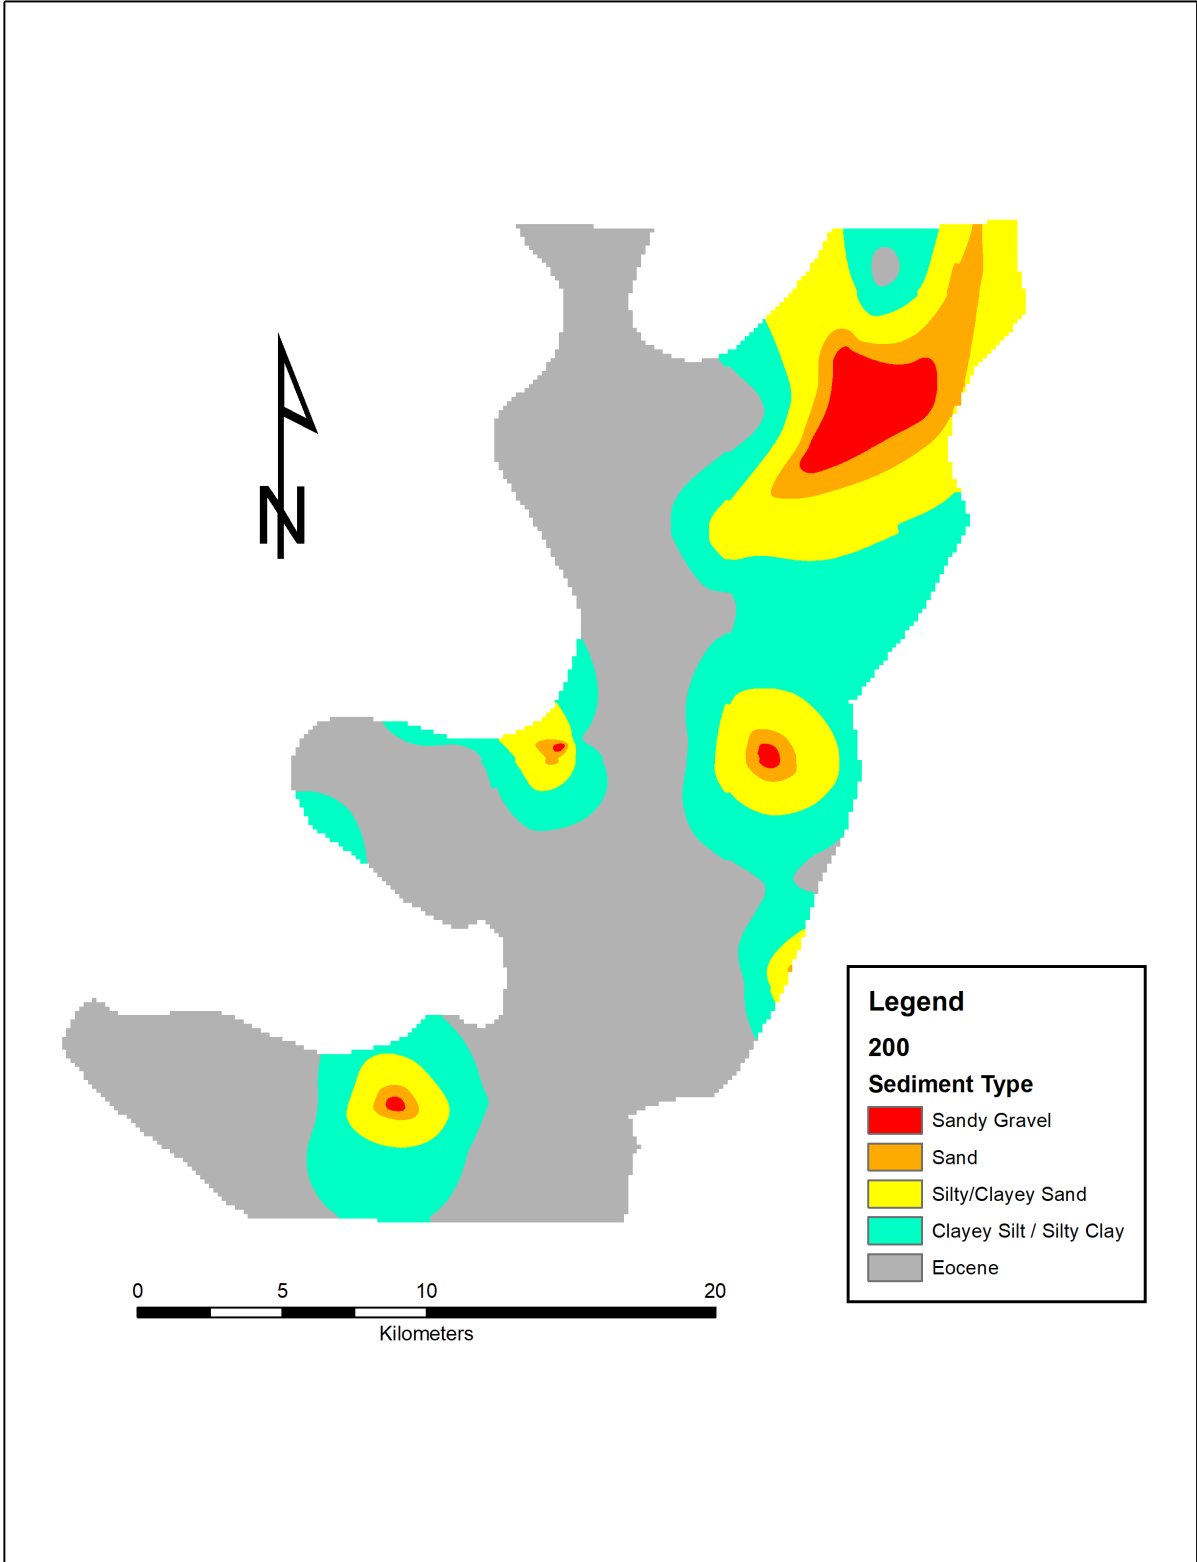 N
Legend
200
Sediment Type
Sandy Gravel
Sand
Silty/Clayey Sand
Clayey Silt / Silty Clay
Eocene
0 5 10 20
Kilometers